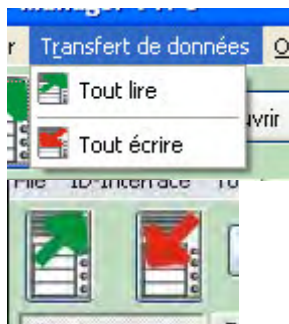 Transfert de données
Tout lire
uvrir
Tout écrire
File ID-Interface